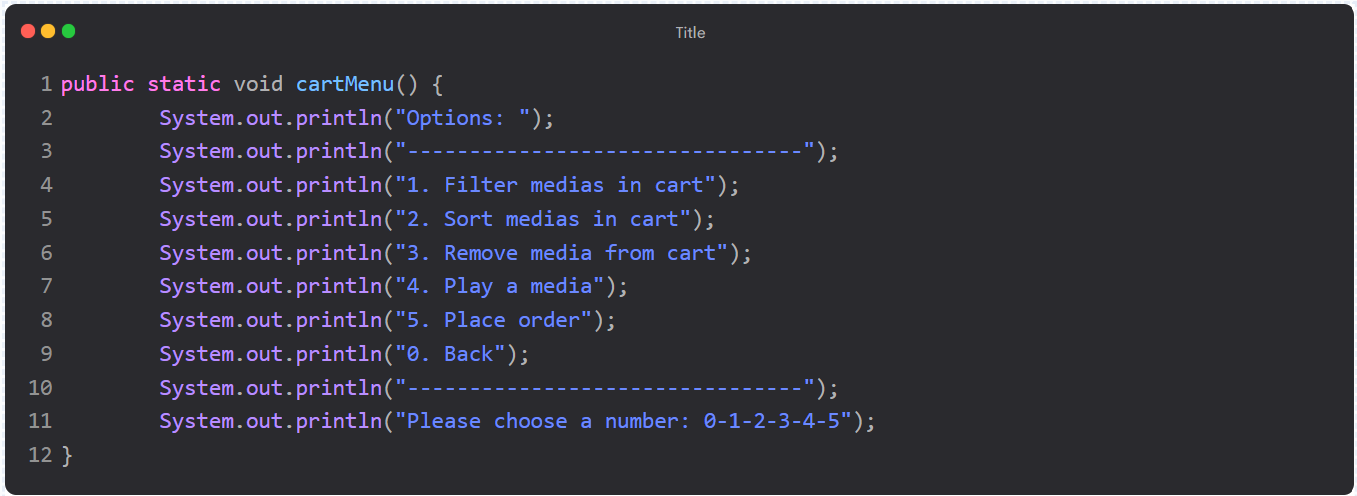 Title
1 public static void cartMenu() {
2 System.out.println("Options: ");
3 System.out.println("--------------------------------");
4 System.out.println("1. Filter medias in cart");
5 System.out.println("2. Sort medias in cart");
6 System.out.println("3. Remove media from cart");
7 System.out.println("4. Play a media");
8 System.out.println("5. Place order");
9 System.out.println("0. Back");
10 System.out.println("--------------------------------");
11 System.out.println("Please choose a number: 0-1-2-3-4-5");
12 }